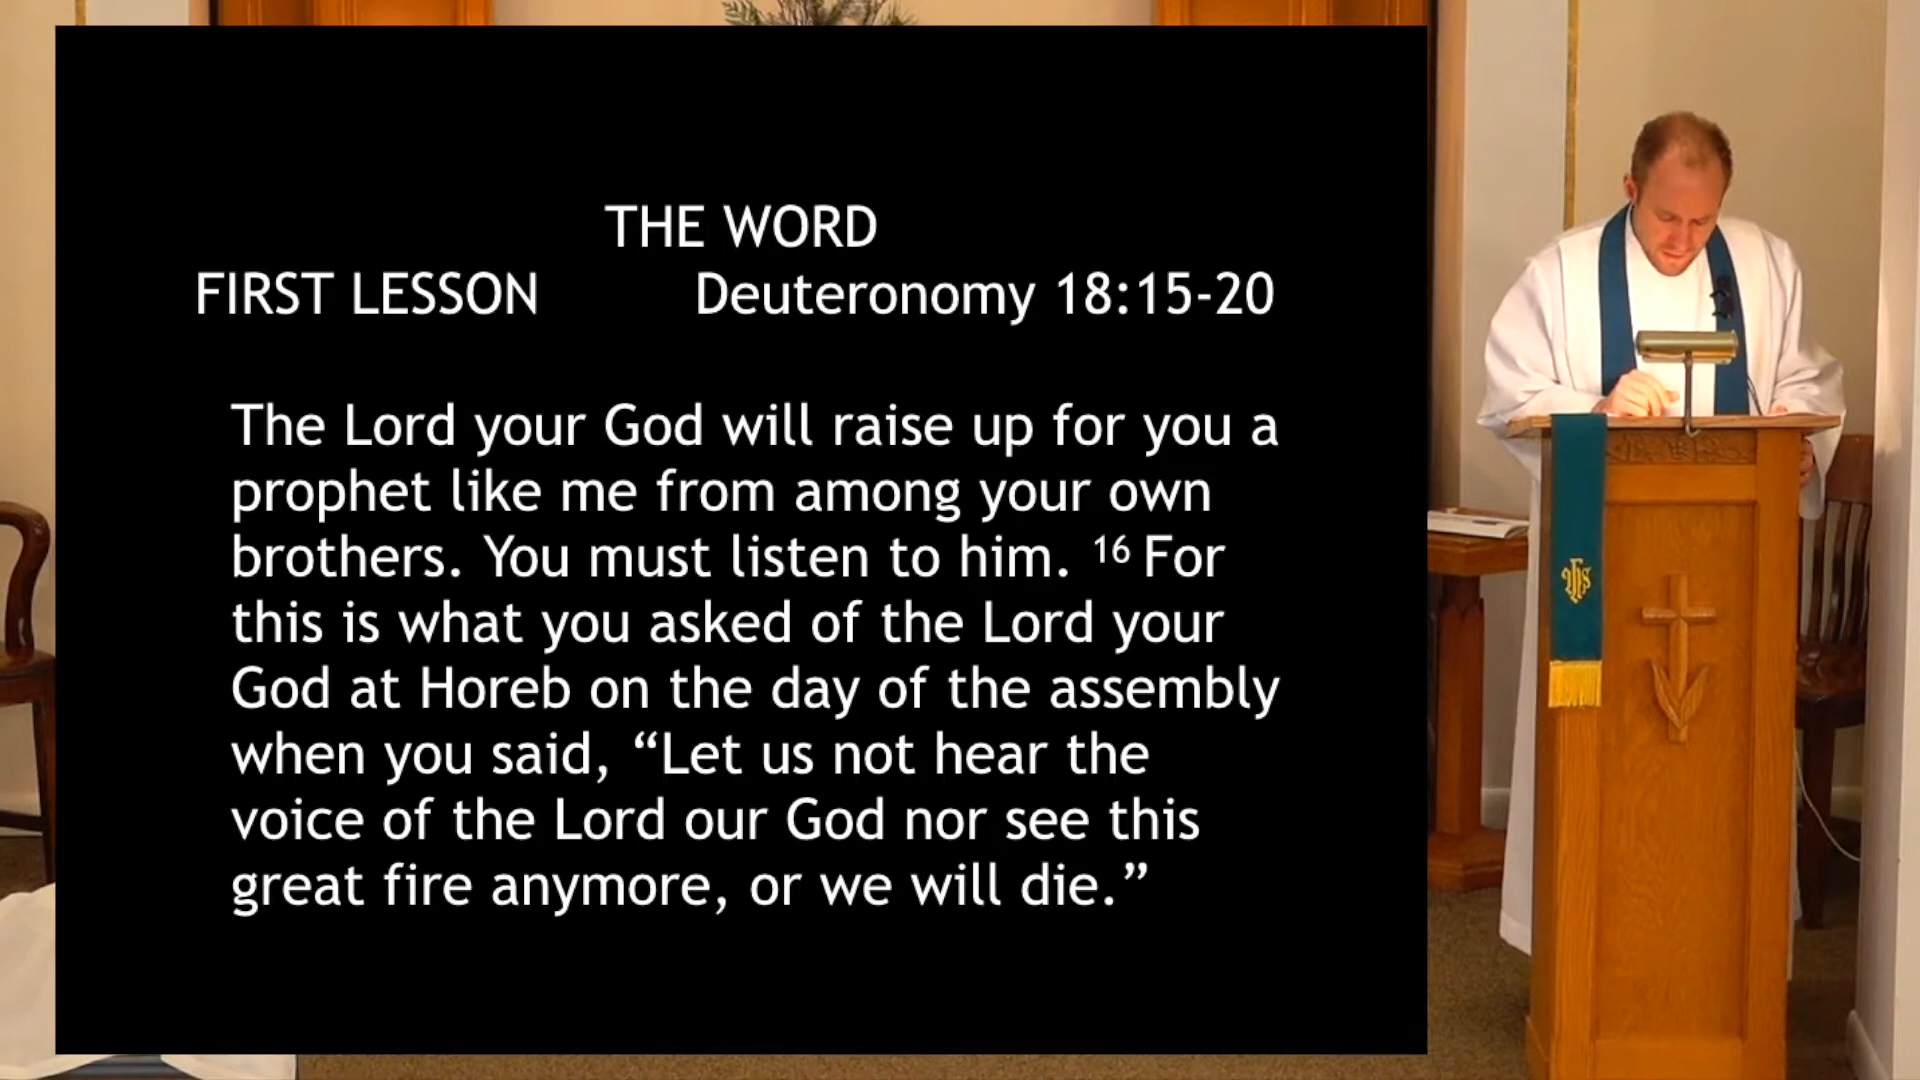 THE WORD
FIRST LESSON Deuteronomy 18:15-20
The Lord your God will raise up for you a
prophet like me from among your own
brothers. You must listen to him. 16 For
this is what you asked of the Lord your
God at Horeb on the day of the assembly
when you said, “Let us not hear the
voice of the Lord our God nor see this
great fire anymore, or we will die.”
IHS